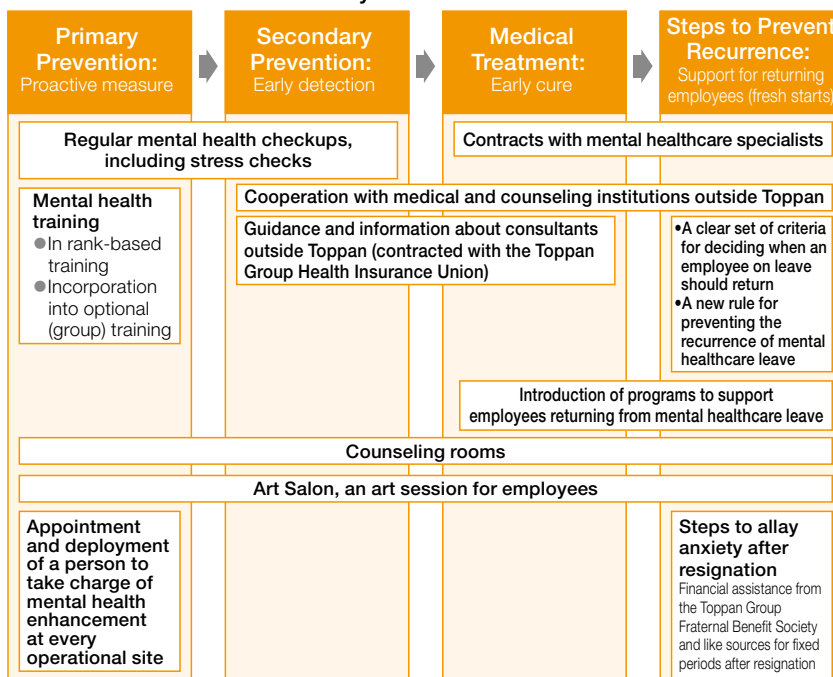 Primary
Prevention:
Proactive measure
Secondary
Prevention:
Early detection
Medical
Treatment:
Early cure
Steps to Prevent
Recurrence:
Support for returning
employees (fresh starts)
Regular mental health checkups,
including stress checks
Contracts with mental healthcare specialists
Mental health
training
●In rank-based
training
●Incorporation
into optional
(group) training
Cooperation with medical and counseling institutions outside Toppan
Guidance and information about consultants
outside Toppan (contracted with the Toppan
Group Health Insurance Union)
•A clear set of criteria
for deciding when an
employee on leave
should return
•A new rule for
preventing the
recurrence of mental
healthcare leave
Introduction of programs to support
employees returning from mental healthcare leave
Counseling rooms
Art Salon, an art session for employees
Appointment
and deployment
of a person to
take charge of
mental health
enhancement
at every
operational site
Steps to allay
anxiety after
resignation
Financial assistance from
the Toppan Group
Fraternal Benefit Society
and like sources for fixed
periods after resignation